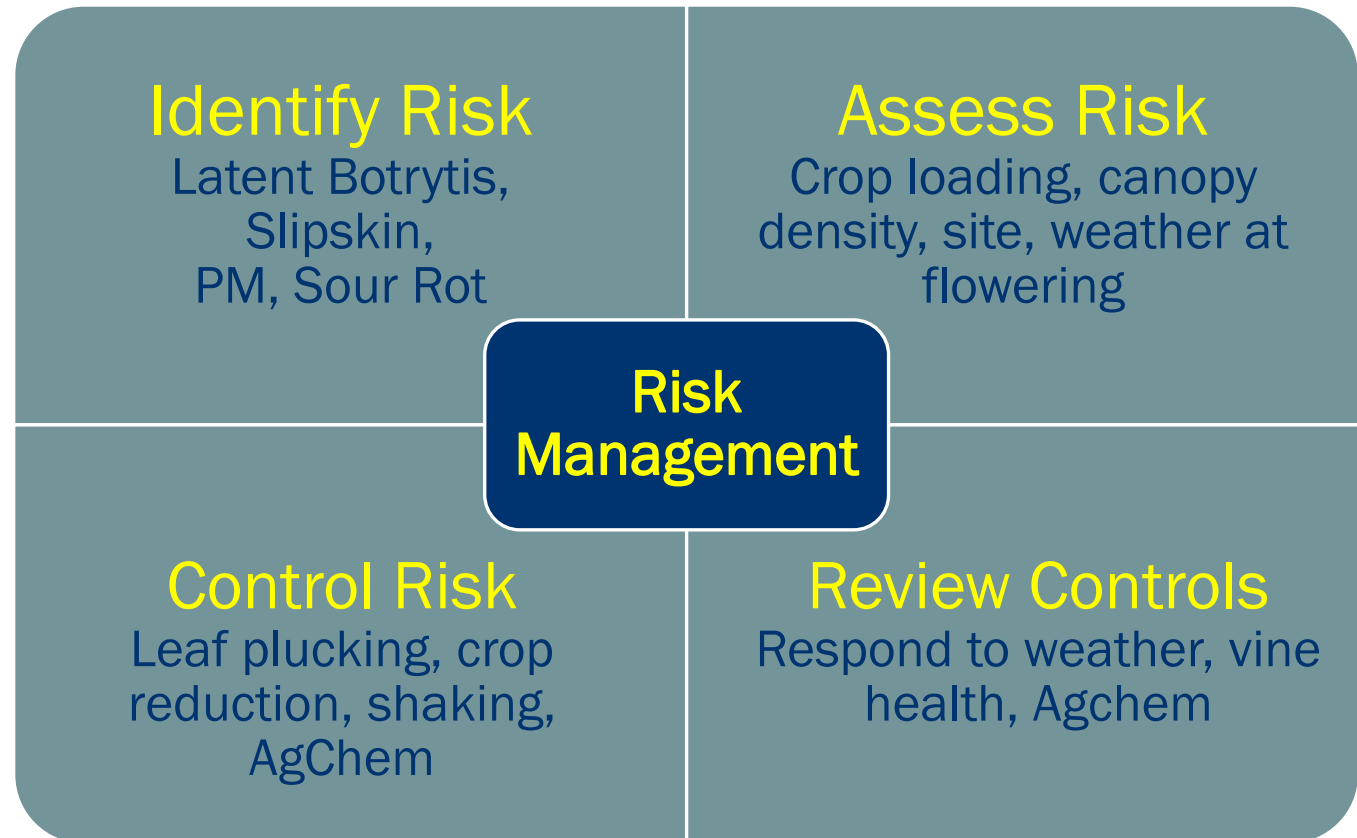 Identify Risk
Latent Botrytis,
Slipskin,
PM, Sour Rot
Assess Risk
Crop loading, canopy
density, site, weather at
flowering
Risk
Management
Control Risk
Leaf plucking, crop
reduction, shaking,
AgChem
Review Controls
Respond to weather, vine
health, Agchem